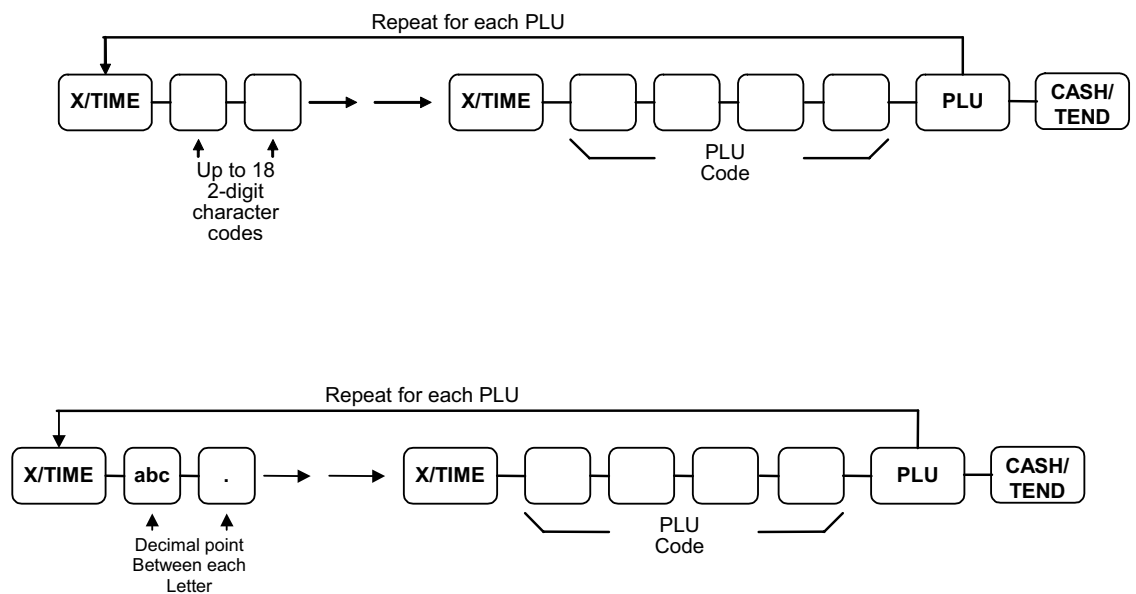 Repeat for each PLU
X/TIME
X/TIME
PLU
CASH/
TEND
Up to 18
2-digit
character
codes
PLU
Code
Repeat for each PLU
X/TIME
abc
.
X/TIME
PLU
CASH/
TEND
Decimal point
Between each
Letter
PLU
Code